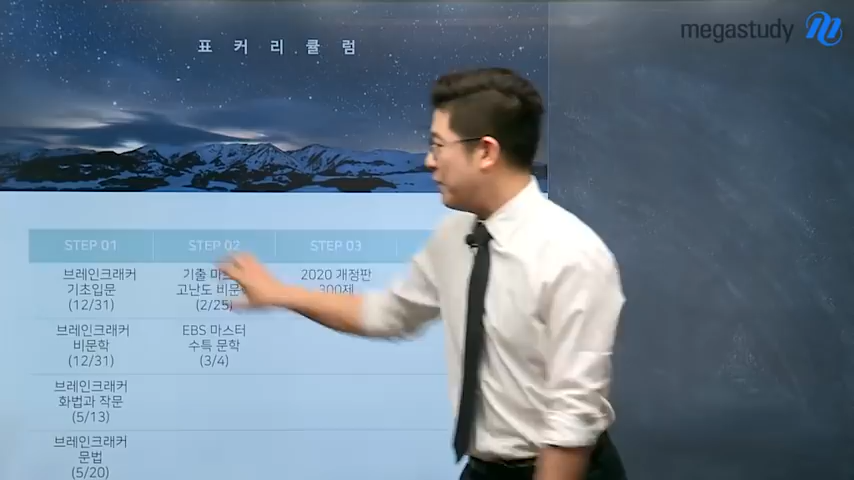 megastudy
표 커 리 큘 럼
STEP 01
STEP 02
STEP 03
브레인크래커
기초입문
(12/31)
기출
고난도 비문
(2/25)
2020 개정판
300제
브레인크래커
비문학
(12/31)
EBS 마스터
수특 문학
(3/4)
브레인크래커
화법과 작문
(5/13)
브레인크래커
문법
(5/20)